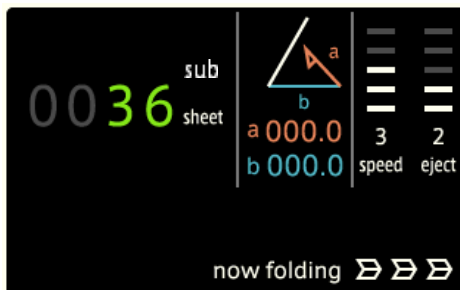 0036 sub sheet
a
b
a 000.0
b 000.0
3 speed
2 eject
now folding